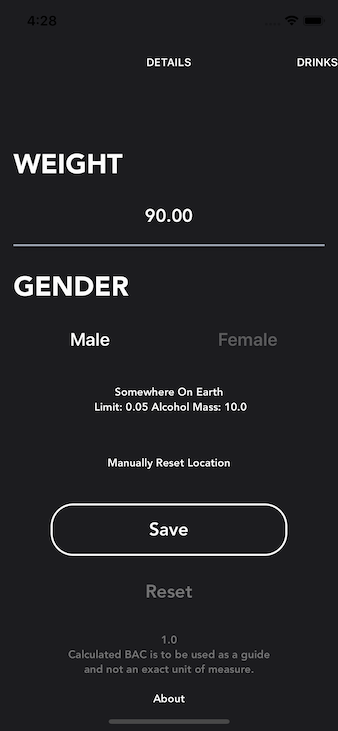 4:28
DETAILS DRINKS
WEIGHT
90.00
GENDER
Male Female
Somewhere On Earth
Limit: 0.05 Alcohol Mass: 10.0
Manually Reset Location
Save
Reset
1.0
Calculated BAC is to be used as a guide
and not an exact unit of measure.
About